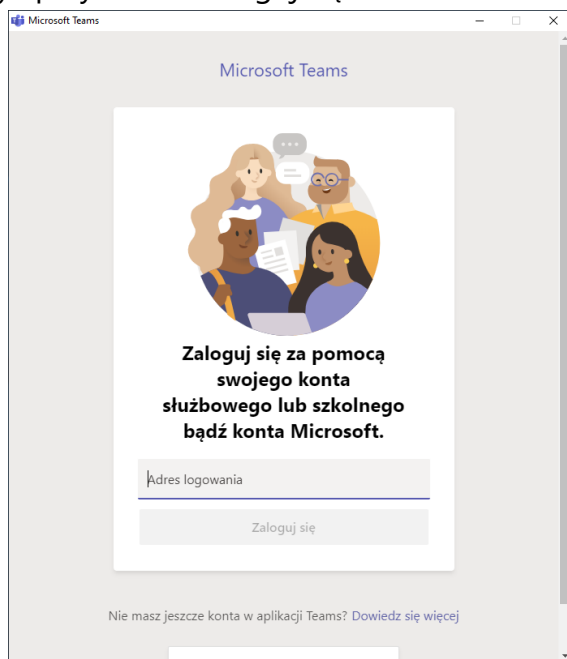 Microsoft Teams
Microsoft Teams
Zaloguj się za pomocą
swojego konta
służbowego lub szkolnego
bądź konta Microsoft.
Adres logowania
Zaloguj się
Nie masz jeszcze konta w aplikacji Teams? Dowiedz się więcej